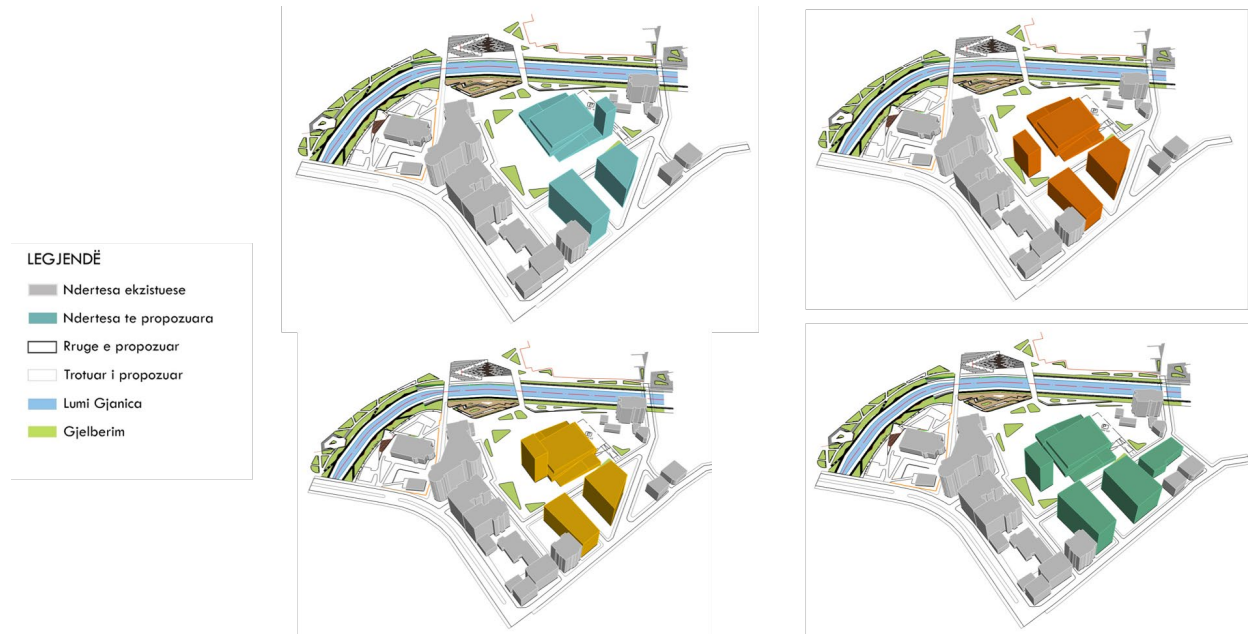 LEGJENDË
Ndertesa ekzistuese
Ndertesa te propozuara
Rruge e propozuar
Trotuar i propozuar
Lumi Gjanica
Gjelberim